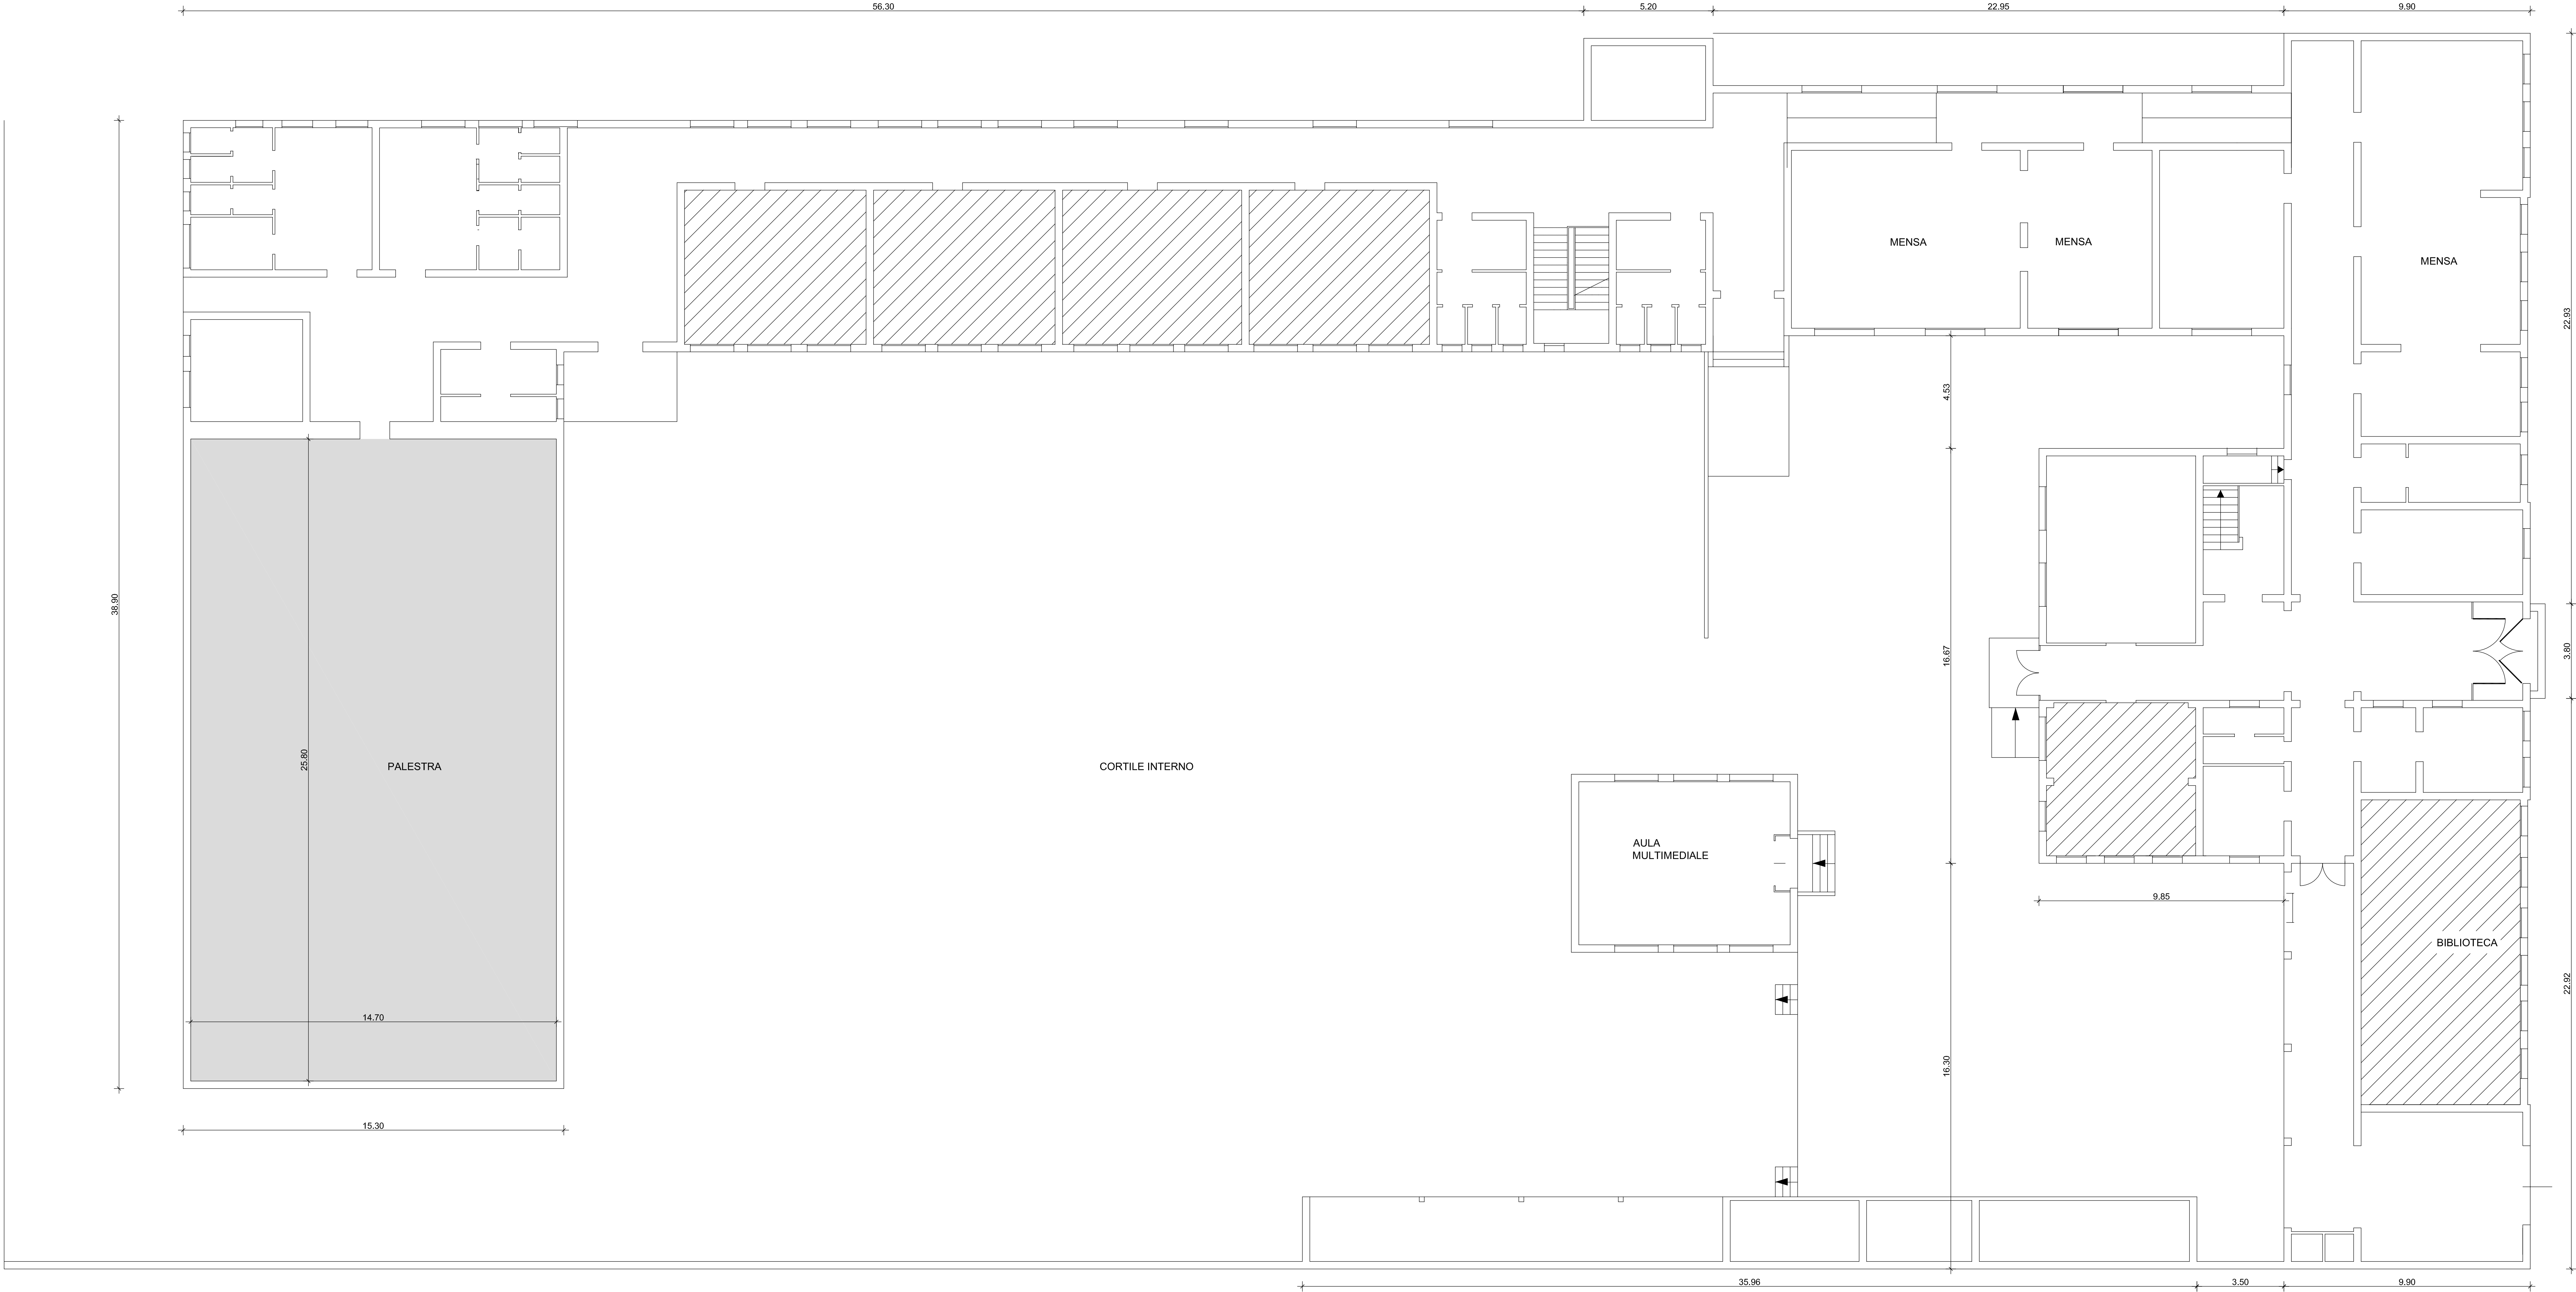 56.30
5.20
22.95
9.90
MENSA
MENSA
MENSA
22.93
4.53
38.90
3.80
16.67
25.80
PALESTRA
CORTILE INTERNO
AULA
MULTIMEDIALE
9.85
BIBLIOTECA
22.92
14.70
16.30
15.30
35.96
3.50
9.90